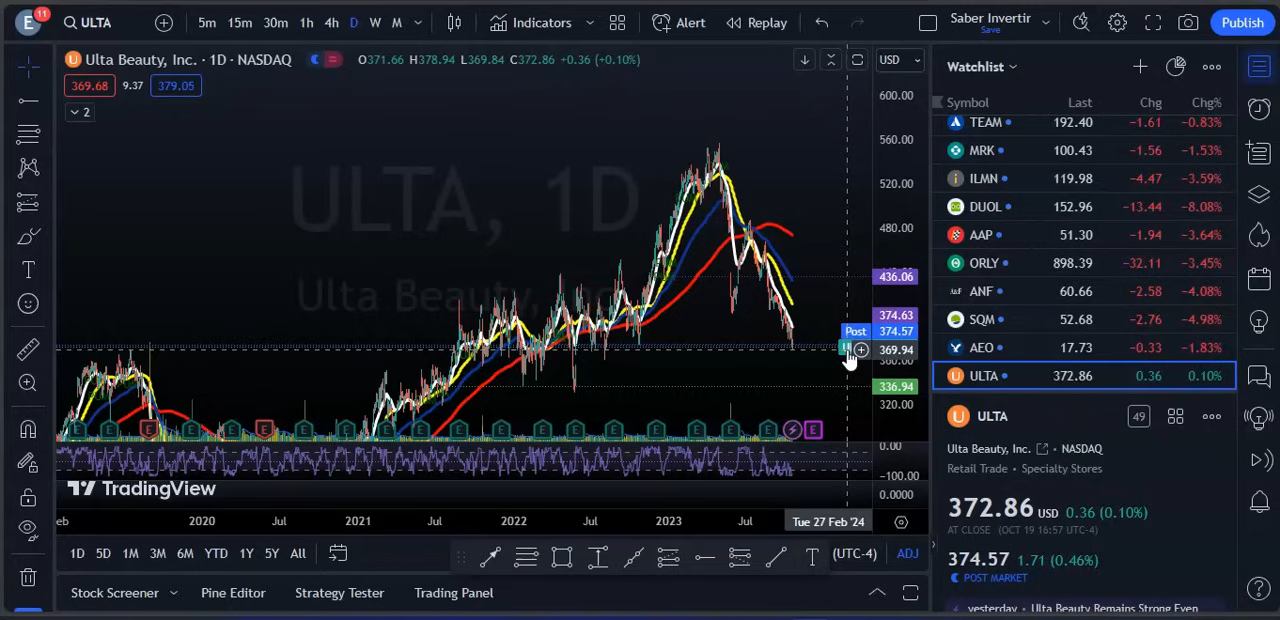 E 11 ULTA 5m 15m 30m 1h 4h D W M Indicators Alert Replay Saber Invertir Save Publish
Ulta Beauty, Inc. · 1D · NASDAQ O371.66 H378.94 L369.84 C372.86 +0.36 (+0.10%) USD
369.68 9.37 379.05
2
ULTA, 1D
Ulta Beauty, Inc.
600.00
560.00
520.00
480.00
436.06
374.63
Post 374.57
369.94
336.94
320.00
0.00
−100.00
0.0000
E E E E E E E E E E E E E E E E E E E E
TradingView
2020 Jul 2021 Jul 2022 Jul 2023 Jul Tue 27 Feb '24
1D 5D 1M 3M 6M YTD 1Y 5Y All (UTC-4) ADJ
Stock Screener Pine Editor Strategy Tester Trading Panel
Watchlist
Symbol Last Chg Chg%
TEAM 192.40 −1.61 −0.83%
MRK 100.43 −1.56 −1.53%
ILMN 119.98 −4.47 −3.59%
DUOL 152.96 −13.44 −8.08%
AAP 51.30 −1.94 −3.64%
ORLY 898.39 −32.11 −3.45%
ANF 60.66 −2.58 −4.08%
SQM 52.68 −2.76 −4.98%
AEO 17.73 −0.33 −1.83%
ULTA 372.86 0.36 0.10%
ULTA 49
Ulta Beauty, Inc. • NASDAQ
Retail Trade • Specialty Stores
372.86 USD 0.36 (0.10%)
AT CLOSE (OCT 19 16:57 UTC-4)
374.57 1.71 (0.46%)
POST MARKET
yesterday • Ulta Beauty Remains Strong Even